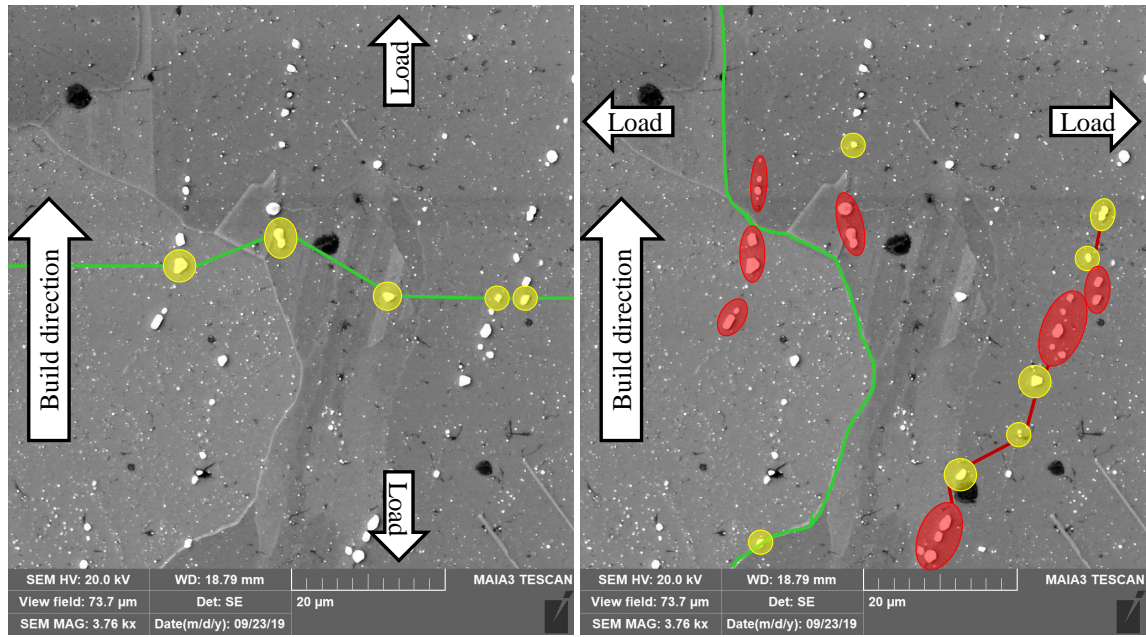 Load
Build direction
Load
SEM HV: 20.0 kV WD: 18.79 mm MAIA3 TESCAN
View field: 73.7 µm Det: SE 20 µm
SEM MAG: 3.76 kx Date(m/d/y): 09/23/19
Load
Load
Build direction
SEM HV: 20.0 kV WD: 18.79 mm MAIA3 TESCAN
View field: 73.7 µm Det: SE 20 µm
SEM MAG: 3.76 kx Date(m/d/y): 09/23/19